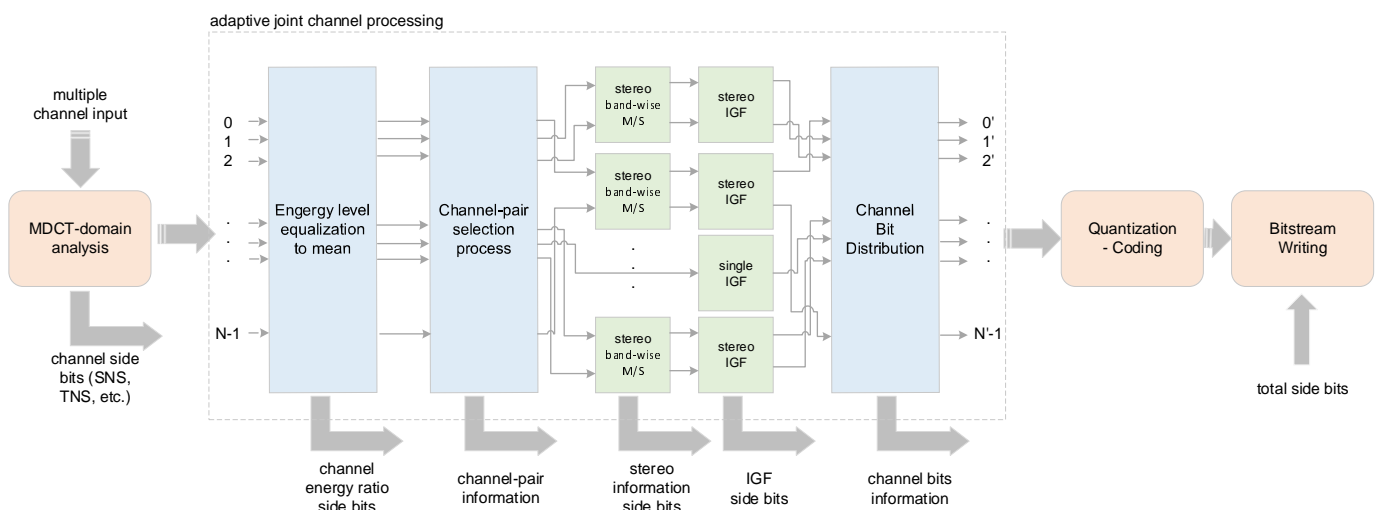 adaptive joint channel processing
multiple
channel input
MDCT-domain
analysis
channel side
bits (SNS,
TNS, etc.)
0
1
2
.
.
.
N-1
Engergy level
equalization
to mean
Channel-pair
selection
process
stereo
band-wise
M/S
stereo
IGF
stereo
band-wise
M/S
stereo
IGF
.
.
.
single
IGF
stereo
band-wise
M/S
stereo
IGF
Channel
Bit
Distribution
0'
1'
2'
.
.
.
N'-1
Quantization
- Coding
Bitstream
Writing
total side bits
channel
energy ratio
side bits
channel-pair
information
stereo
information
side bits
IGF
side bits
channel bits
information